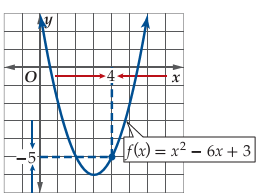 y
O
4
x
−5
f(x) = x² − 6x + 3